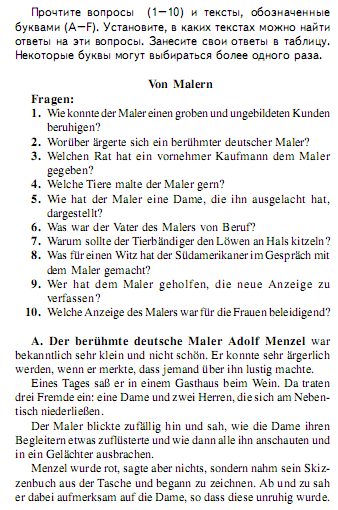 Прочтите вопросы (1—10) и тексты, обозначенные
буквами (A—F). Установите, в каких текстах можно найти
ответы на эти вопросы. Занесите свои ответы в таблицу.
Некоторые буквы могут выбираться более одного раза.
Von Malern
Fragen:
1. Wie konnte der Maler einen groben und ungebildeten Kunden
beruhigen?
2. Worüber ärgerte sich ein berühmter deutscher Maler?
3. Welchen Rat hat ein vornehmer Kaufmann dem Maler
gegeben?
4. Welche Tiere malte der Maler gern?
5. Wie hat der Maler eine Dame, die ihn ausgelacht hat,
dargestellt?
6. Was war der Vater des Malers von Beruf?
7. Warum sollte der Tierbändiger den Löwen an Hals kitzeln?
8. Was für einen Witz hat der Südamerikaner im Gespräch mit
dem Maler gemacht?
9. Wer hat dem Maler geholfen, die neue Anzeige zu
verfassen?
10. Welche Anzeige des Malers war für die Frauen beleidigend?
A. Der berühmte deutsche Maler Adolf Menzel war
bekanntlich sehr klein und nicht schön. Er konnte sehr ärgerlich
werden, wenn er merkte, dass jemand über ihn lustig machte.
Eines Tages saß er in einem Gasthaus beim Wein. Da traten
drei Fremde ein: eine Dame und zwei Herren, die sich am Neben-
tisch niederließen.
Der Maler blickte zufällig hin und sah, wie die Dame ihren
Begleitern etwas zuflüsterte und wie dann alle ihn anschauten und
in ein Gelächter ausbrachen.
Menzel wurde rot, sagte aber nichts, sondern nahm sein Skiz-
zenbuch aus der Tasche und begann zu zeichnen. Ab und zu sah
er dabei aufmerksam auf die Dame, so dass diese unruhig wurde.